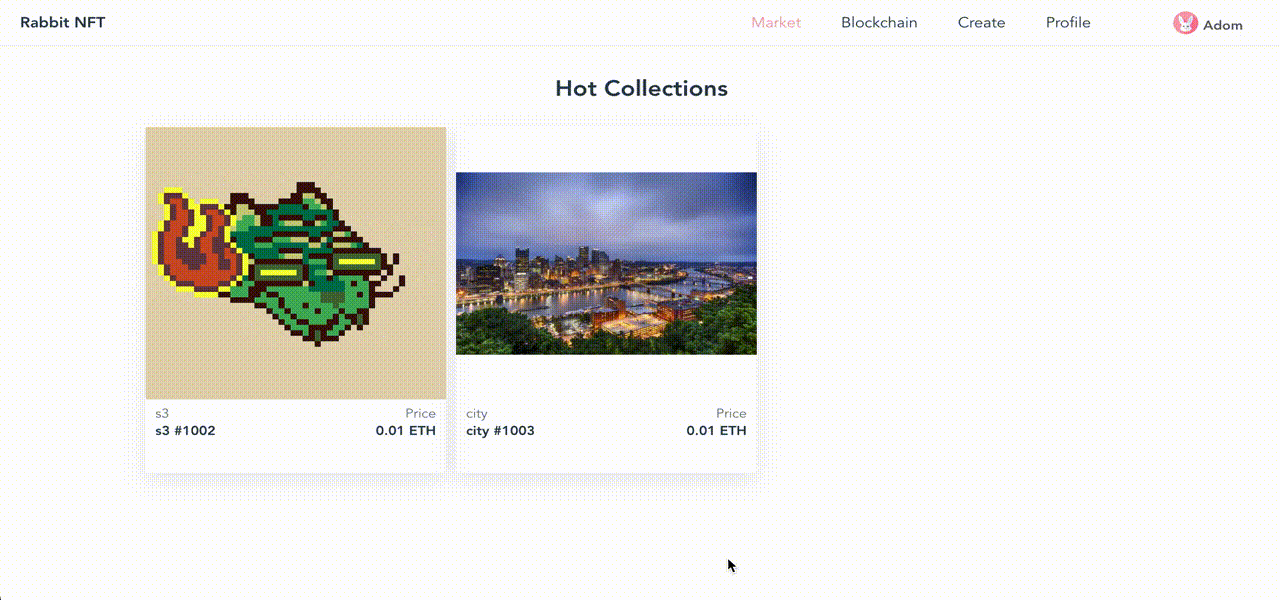 Rabbit NFT Market Blockchain Create Profile Adom
Hot Collections
s3 Price
s3 #1002 0.01 ETH
city Price
city #1003 0.01 ETH